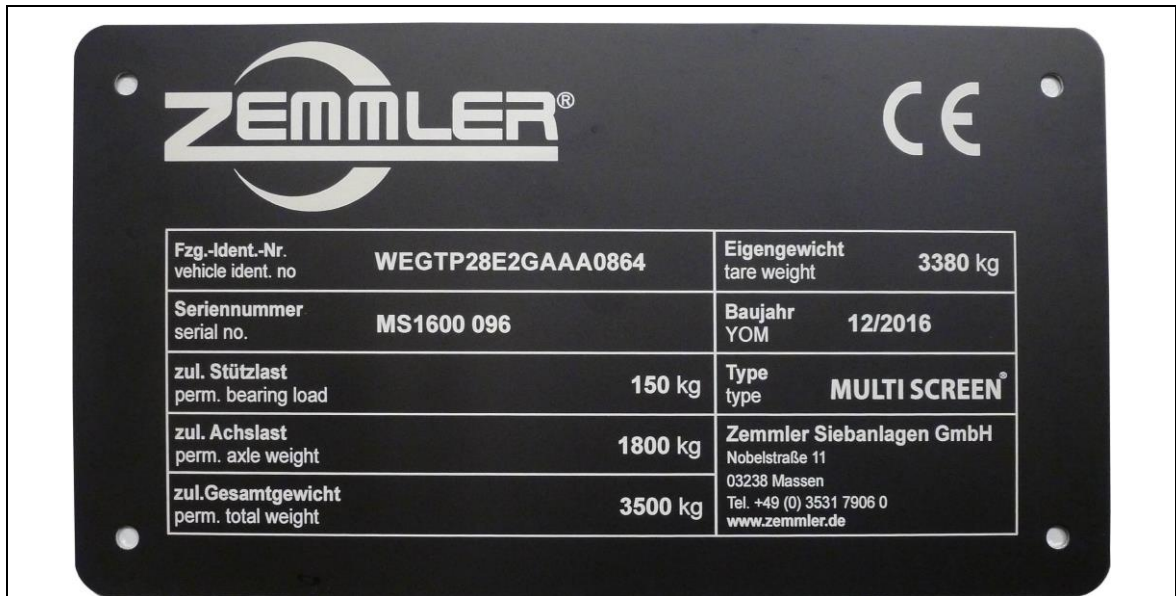 ZEMMLER®
CE
Fzg.-Ident.-Nr.
vehicle ident. no
WEGTP28E2GAAA0864
Eigengewicht
tare weight
3380 kg
Seriennummer
serial no.
MS1600 096
Baujahr
YOM
12/2016
zul. Stützlast
perm. bearing load
150 kg
Type
type
MULTI SCREEN®
zul. Achslast
perm. axle weight
1800 kg
zul.Gesamtgewicht
perm. total weight
3500 kg
Zemmler Siebanlagen GmbH
Nobelstraße 11
03238 Massen
Tel. +49 (0) 3531 7906 0
www.zemmler.de